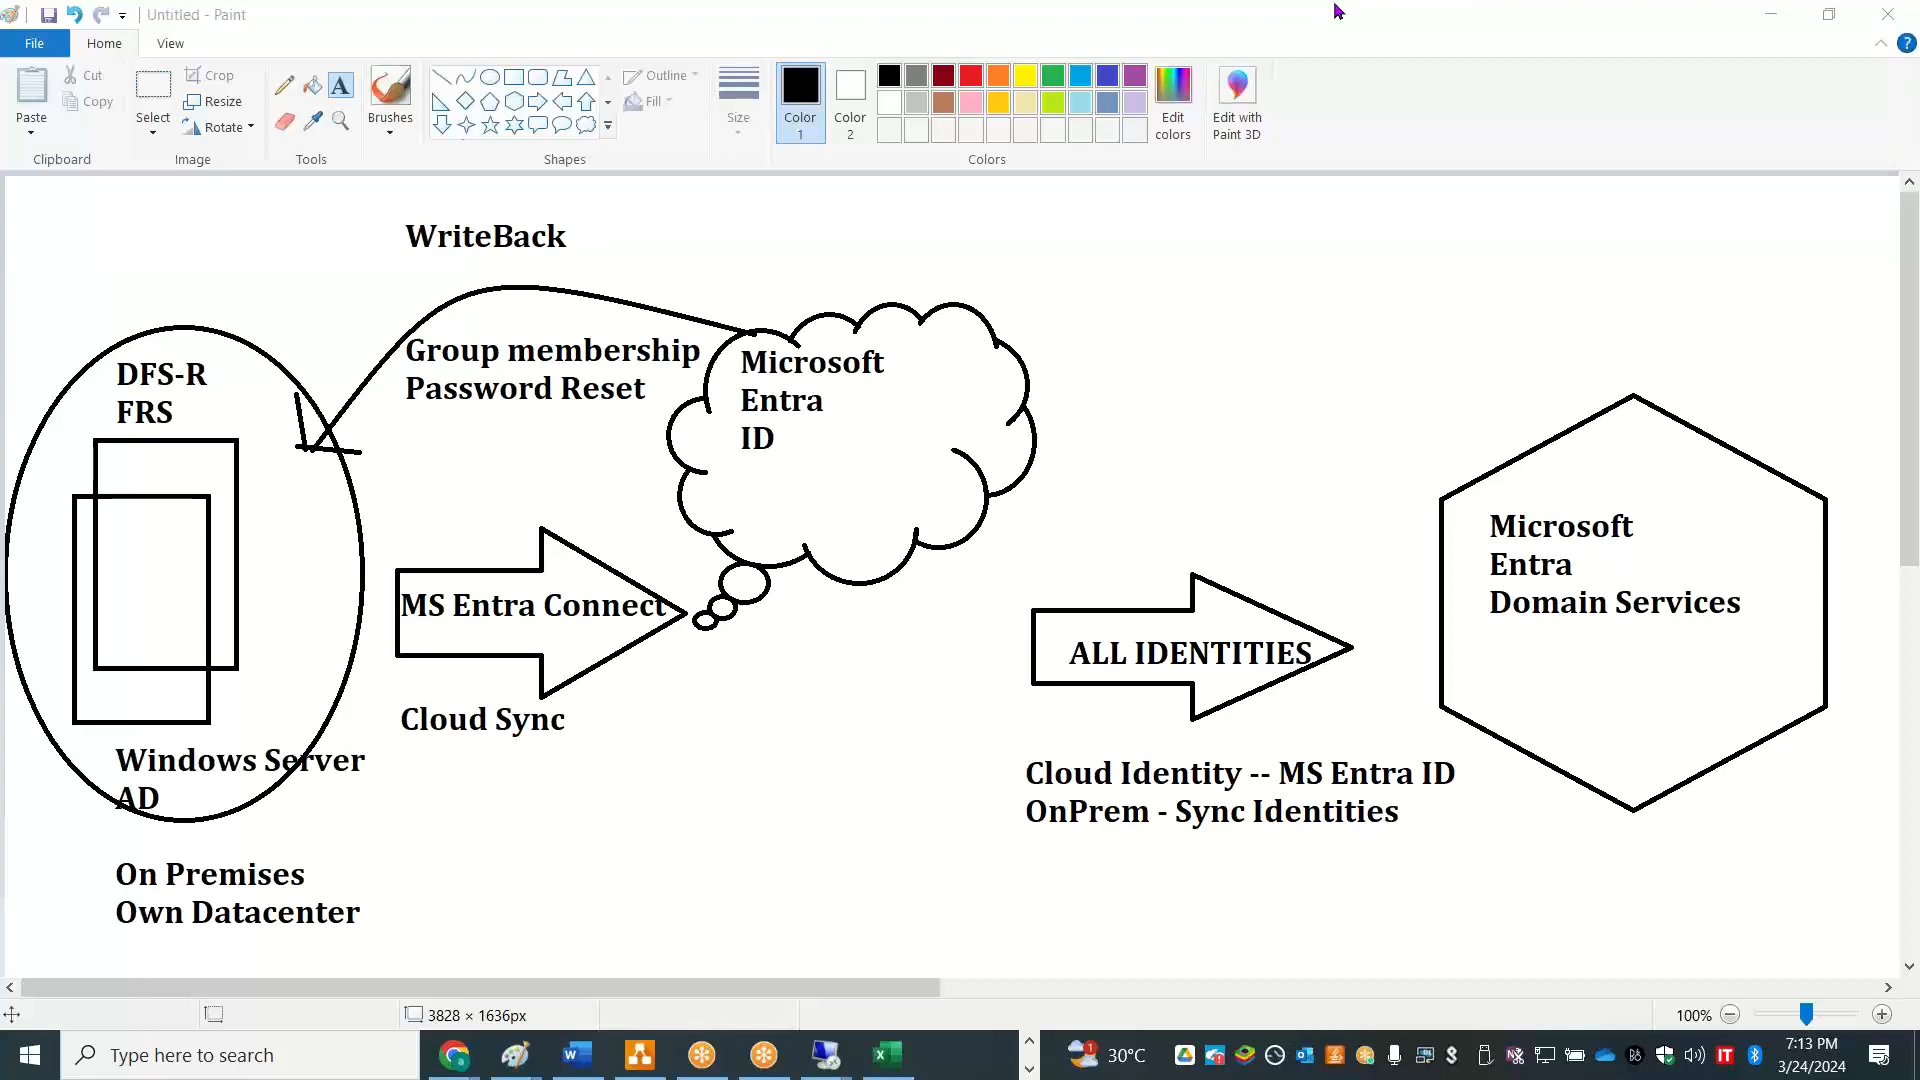 Untitled - Paint
File
Home
View
Paste
Cut
Copy
Clipboard
Select
Crop
Resize
Rotate
Image
A
Tools
Brushes
Outline
Fill
Shapes
Size
Color
1
Color
2
Edit
colors
Edit with
Paint 3D
Colors
WriteBack
Group membership
Password Reset
DFS-R
FRS
Microsoft
Entra
ID
Microsoft
Entra
Domain Services
MS Entra Connect
ALL IDENTITIES
Cloud Sync
Windows Server
AD
Cloud Identity -- MS Entra ID
OnPrem - Sync Identities
On Premises
Own Datacenter
3828 × 1636px
100%
Type here to search
30°C
7:13 PM
3/24/2024